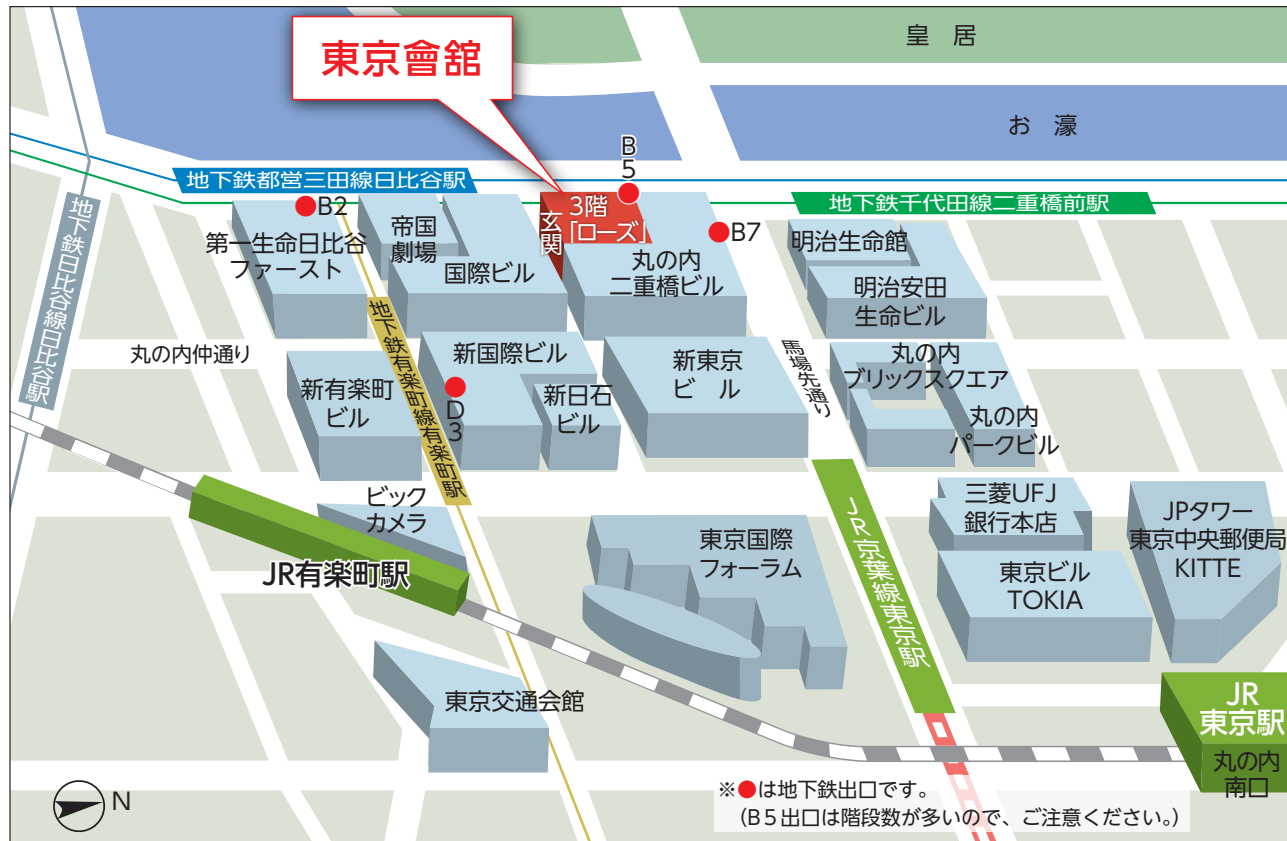 皇居
東京會舘
お濠
B
5
地下鉄都営三田線日比谷駅
地下鉄千代田線二重橋前駅
B2
帝国
劇場
玄関
3階
「ローズ」
B7
第一生命日比谷
ファースト
国際ビル
丸の内
二重橋ビル
明治生命館
明治安田
生命ビル
地下鉄日比谷線日比谷駅
地下鉄有楽町線有楽町駅
丸の内仲通り
新国際ビル
新東京
ビル
馬場先通り
丸の内
ブリックスクエア
新有楽町
ビル
D
3
新日石
ビル
丸の内
パークビル
ビック
カメラ
JR有楽町駅
東京国際
フォーラム
JR京葉線東京駅
三菱UFJ
銀行本店
JPタワー
東京中央郵便局
KITTE
東京ビル
TOKIA
東京交通会館
JR
東京駅
丸の内
南口
N
※●は地下鉄出口です。
（B5出口は階段数が多いので、ご注意ください。）